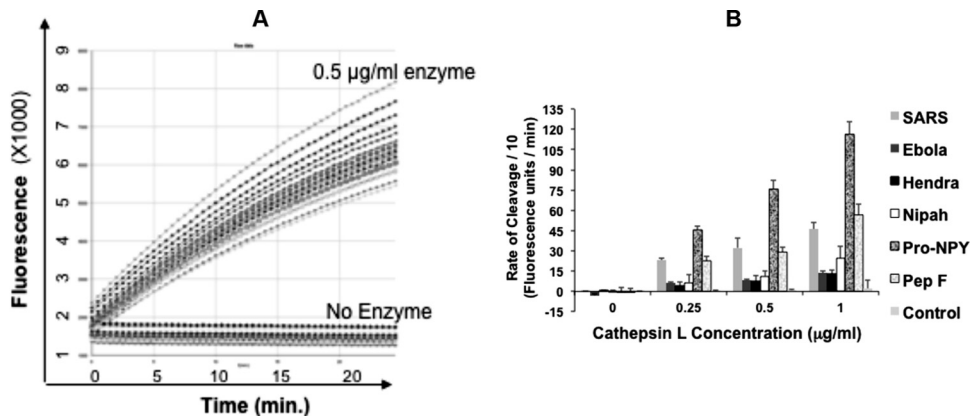 A
B
Fluorescence (X1000)
9
8
7
6
5
4
3
2
1
0.5 µg/ml enzyme
No Enzyme
0 5 10 15 20
Time (min.)
Rate of Cleavage / 10
(Fluorescence units / min)
135
120
105
90
75
60
45
30
15
0
-15
0 0.25 0.5 1
Cathepsin L Concentration (µg/ml)
SARS
Ebola
Hendra
Nipah
Pro-NPY
Pep F
Control